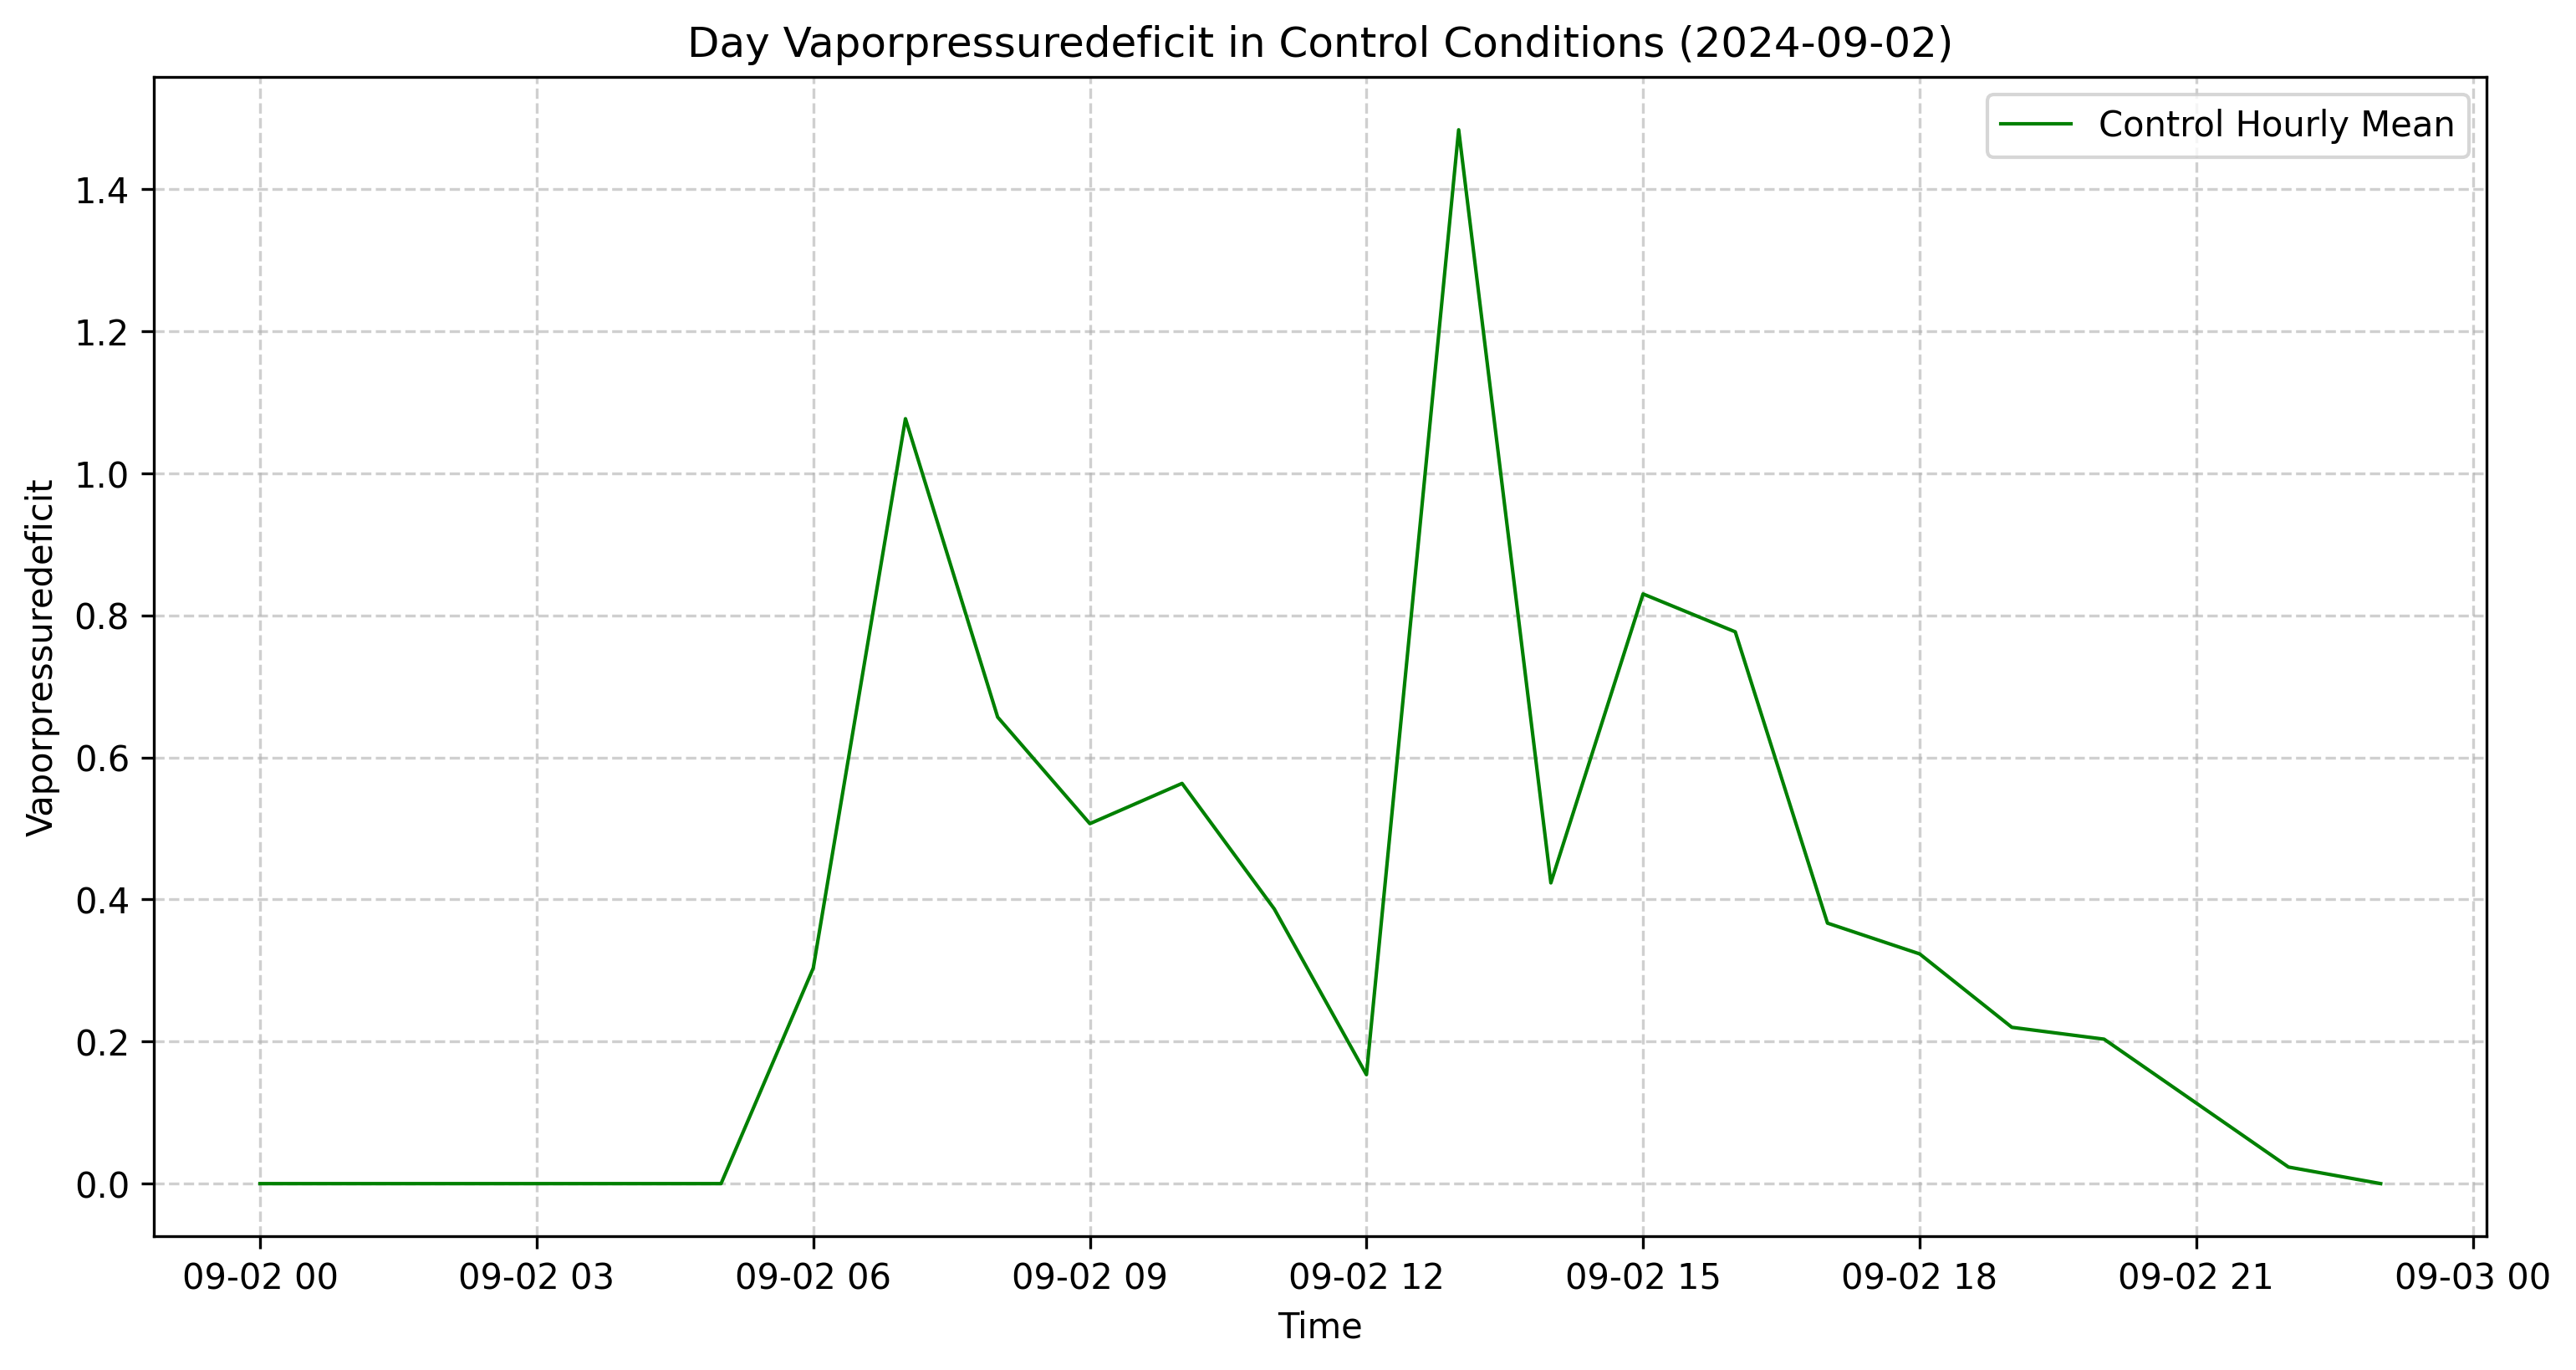 Day Vaporpressuredeficit in Control Conditions (2024-09-02)
Control Hourly Mean
1.4
1.2
1.0
0.8
0.6
0.4
0.2
0.0
Vaporpressuredeficit
09-02 00 09-02 03 09-02 06 09-02 09 09-02 12 09-02 15 09-02 18 09-02 21 09-03 00
Time